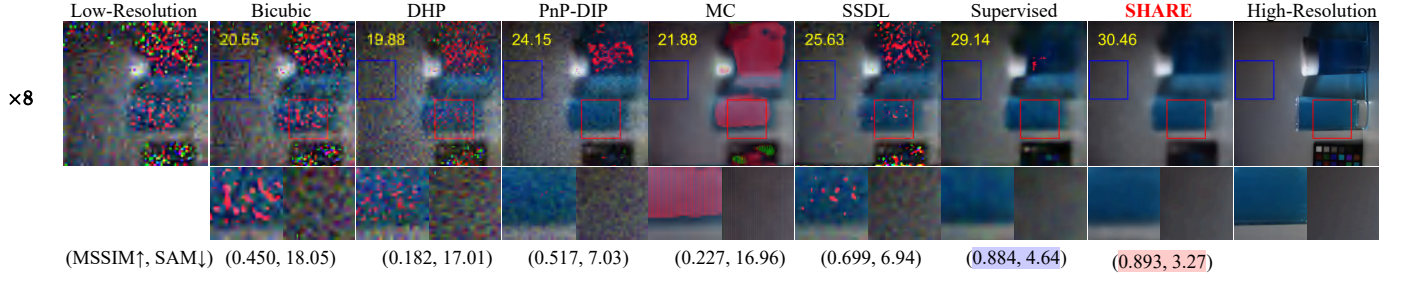 Low-Resolution Bicubic DHP PnP-DIP MC SSDL Supervised SHARE High-Resolution
20.65 19.88 24.15 21.88 25.63 29.14 30.46
×8
(MSSIM↑, SAM↓) (0.450, 18.05) (0.182, 17.01) (0.517, 7.03) (0.227, 16.96) (0.699, 6.94) (0.884, 4.64) (0.893, 3.27)